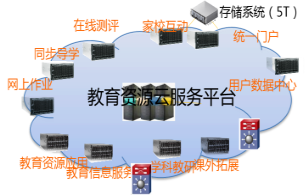 存储系统（5T）
在线测评
家校互动
统一门户
同步导学
网上作业
用户数据中心
教育资源云服务平台
教育资源应用
教育信息服务
学科教研
课外拓展